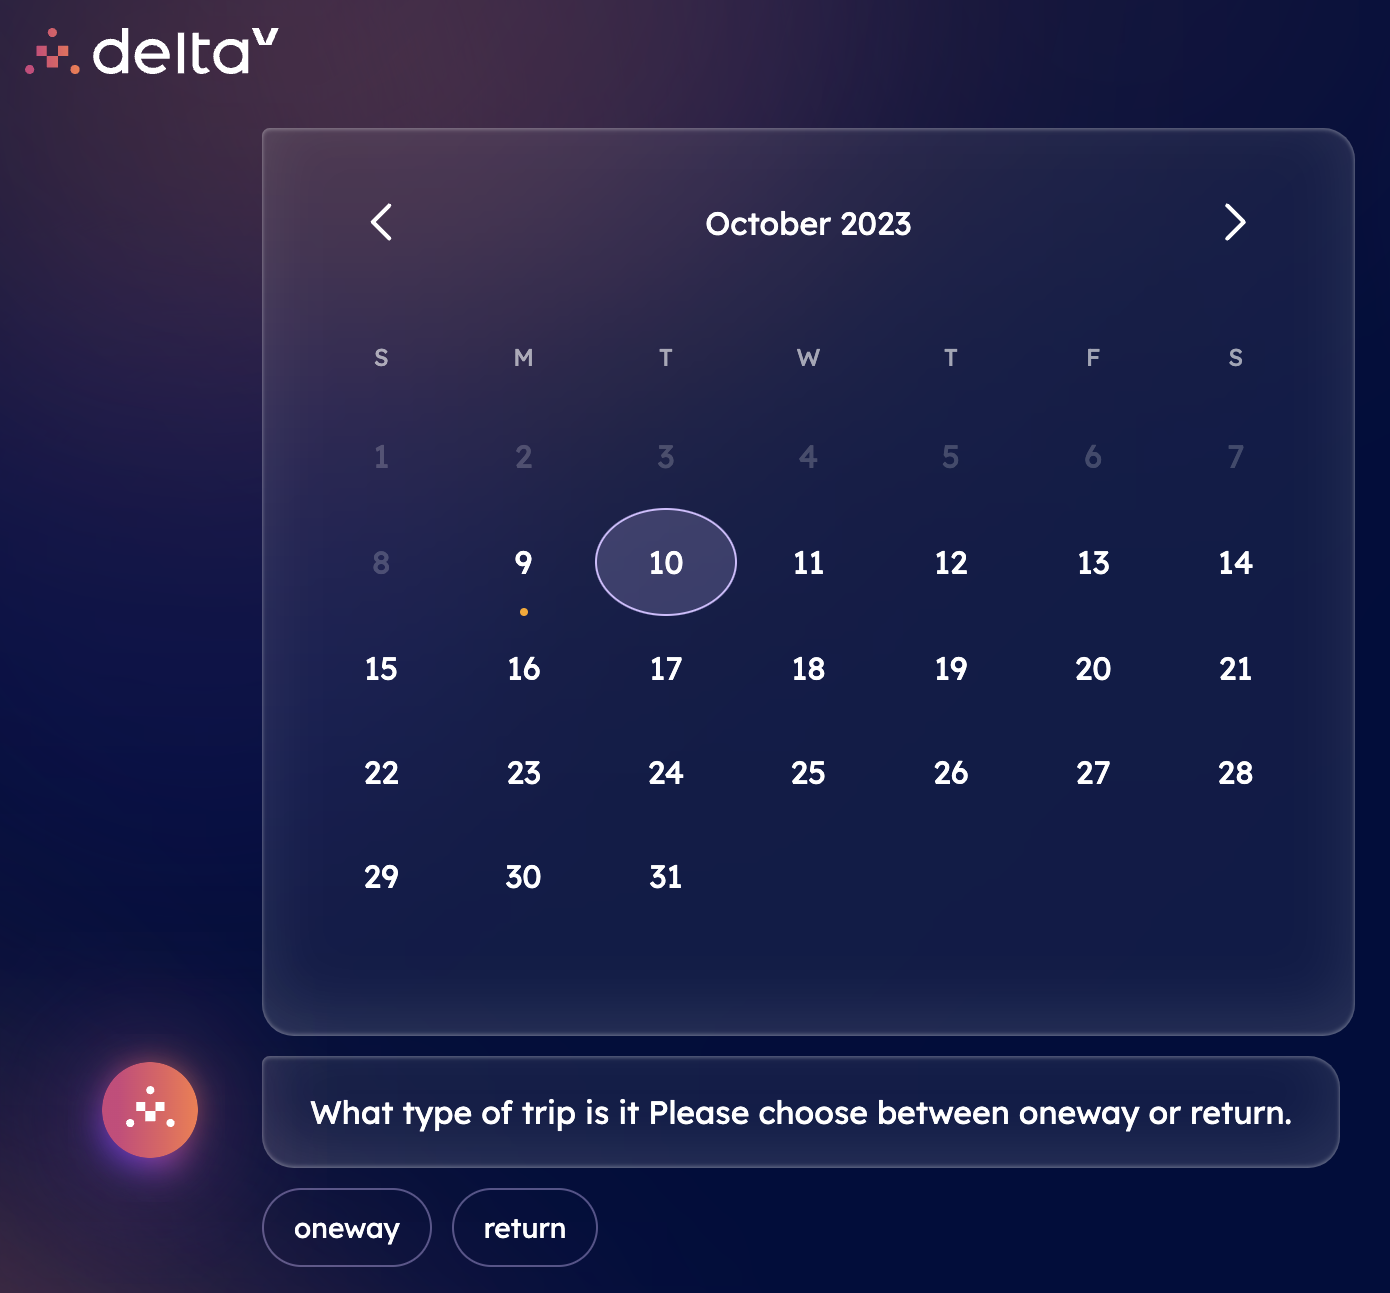 deltaV
October 2023
S M T W T F S
1 2 3 4 5 6 7
8 9 10 11 12 13 14
15 16 17 18 19 20 21
22 23 24 25 26 27 28
29 30 31
What type of trip is it Please choose between oneway or return.
oneway return